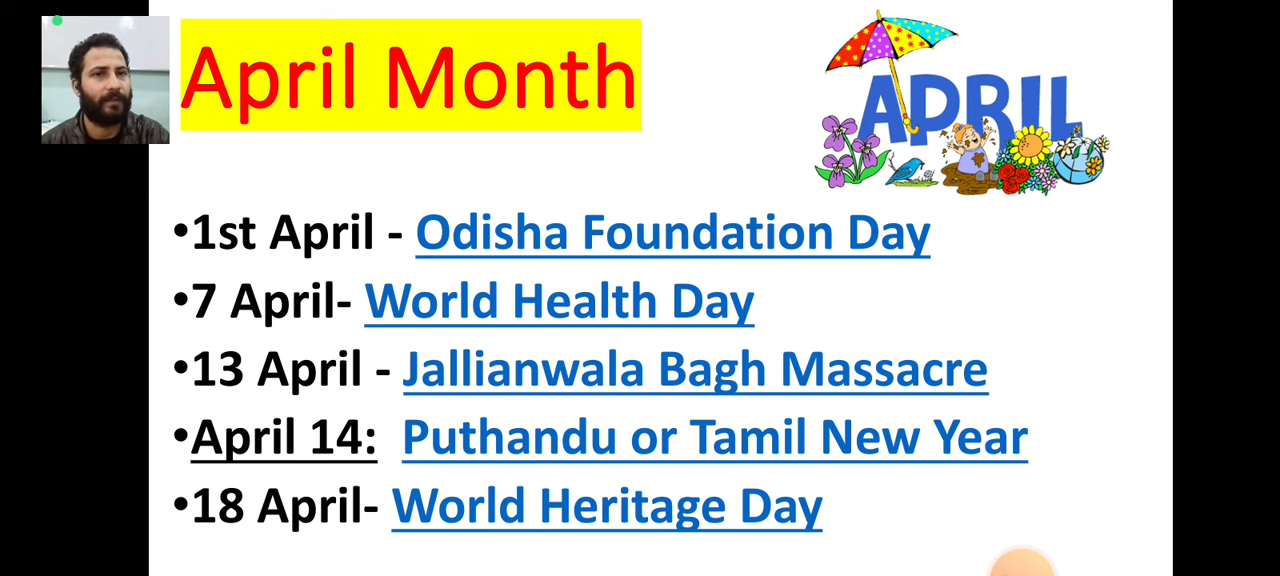 April Month
APRIL
•1st April - Odisha Foundation Day
•7 April- World Health Day
•13 April - Jallianwala Bagh Massacre
•April 14: Puthandu or Tamil New Year
•18 April- World Heritage Day